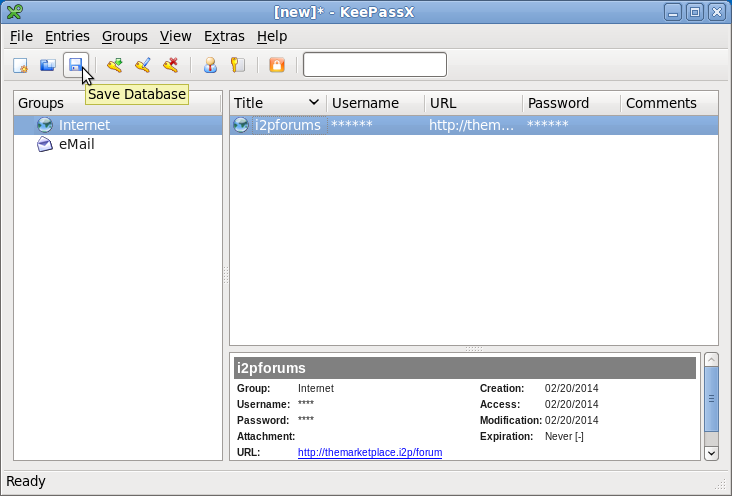 [new]* - KeePassX
File Entries Groups View Extras Help
Save Database
Groups
Internet
eMail
Title Username URL Password Comments
i2pforums ****** http://them... ******
i2pforums
Group: Internet Creation: 02/20/2014
Username: **** Access: 02/20/2014
Password: **** Modification: 02/20/2014
Attachment: Expiration: Never [-]
URL: http://themarketplace.i2p/forum
Ready